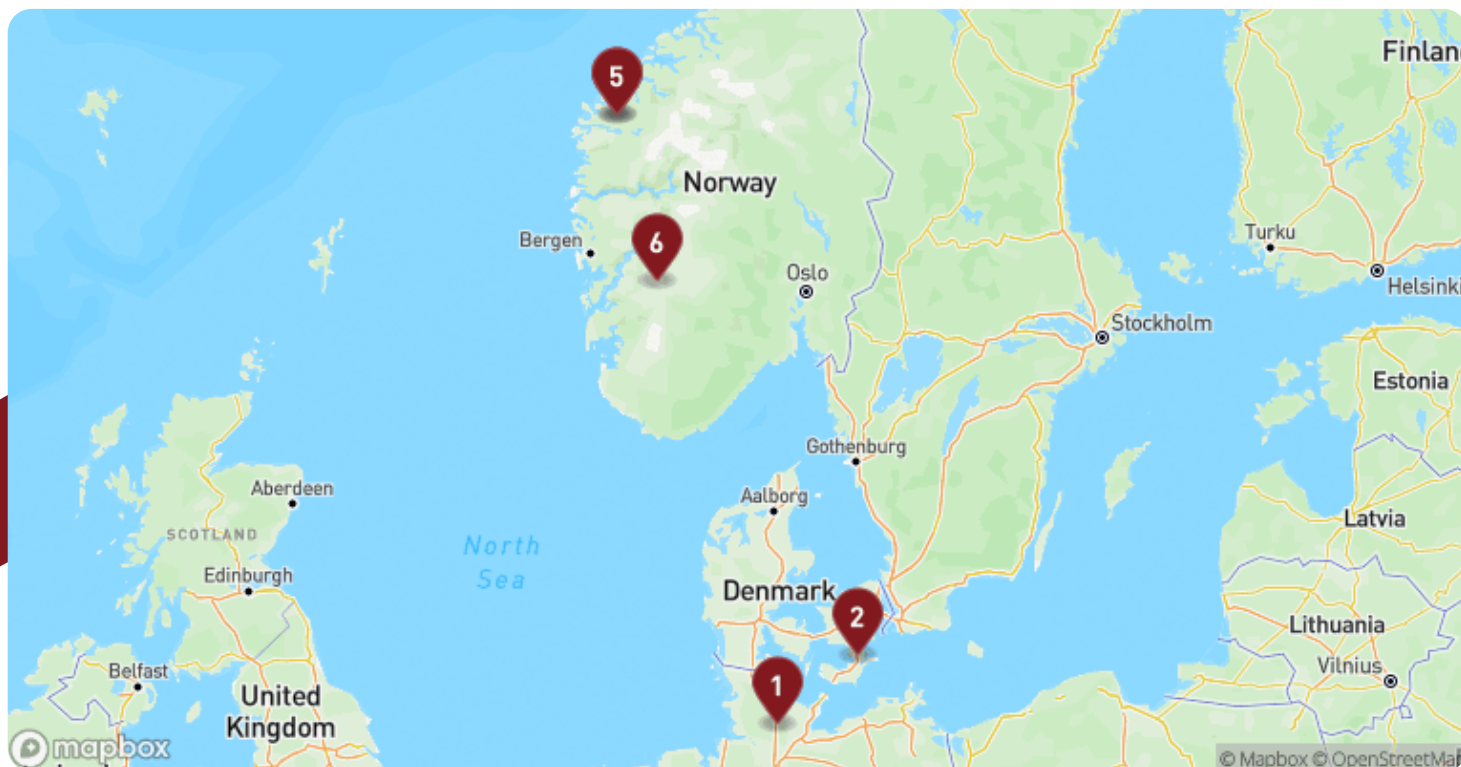 Finlan
5
Norway
Bergen
6
Oslo
Turku
Helsinki
Stockholm
Estonia
Gothenburg
Aberdeen
Aalborg
SCOTLAND
Latvia
North
Sea
Edinburgh
Denmark
2
Lithuania
Belfast
Vilnius
1
United
Kingdom
mapbox
© Mapbox © OpenStreetMap